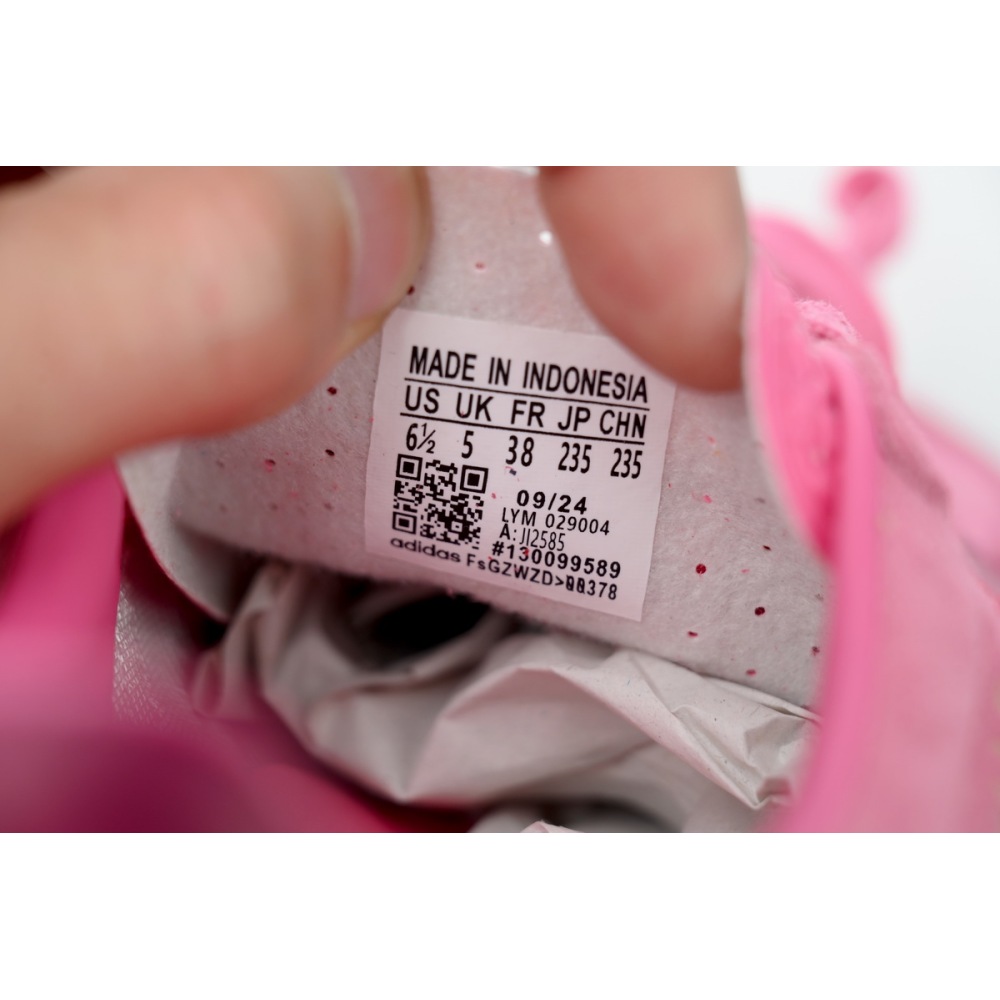 MADE IN INDONESIA
US UK FR JP CHN
6½ 5 38 235 235
09/24
LYM 029004
A: JI2585
#130099589
adidas